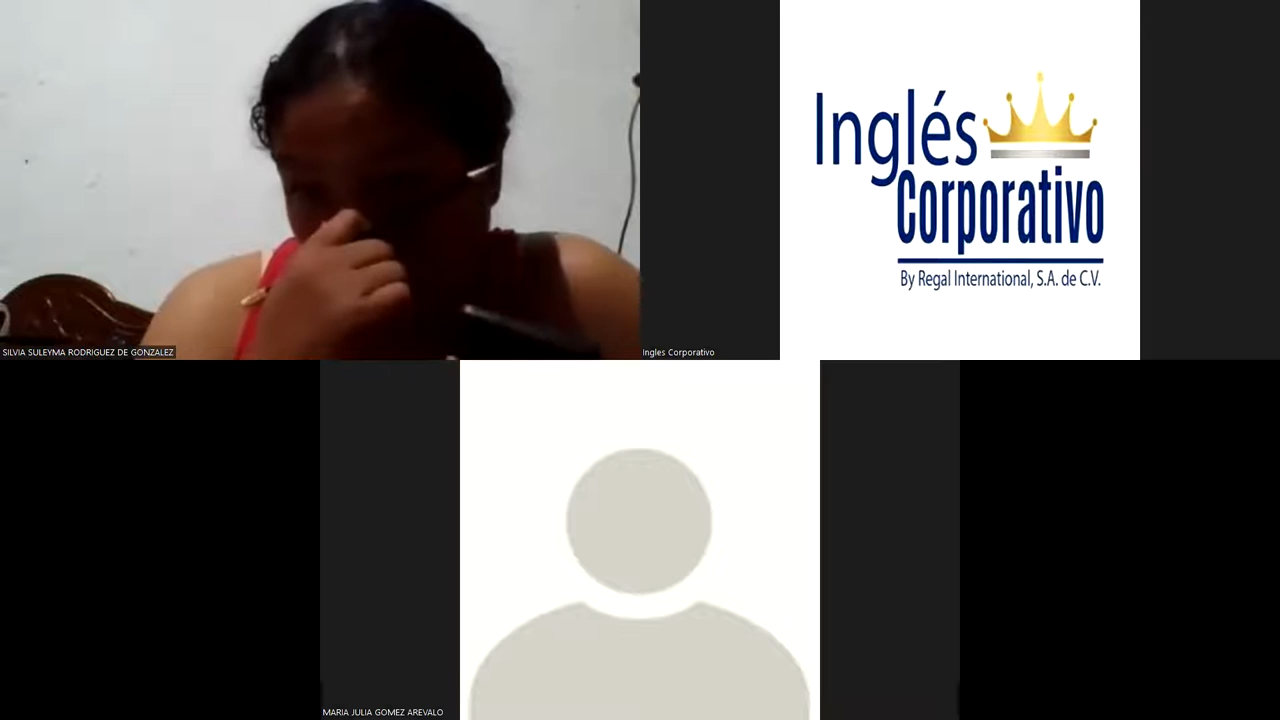 Inglés
Corporativo
By Regal International, S.A. de C.V.
SILVIA SULEYMA RODRIGUEZ DE GONZALEZ
Ingles Corporativo
MARIA JULIA GOMEZ AREVALO